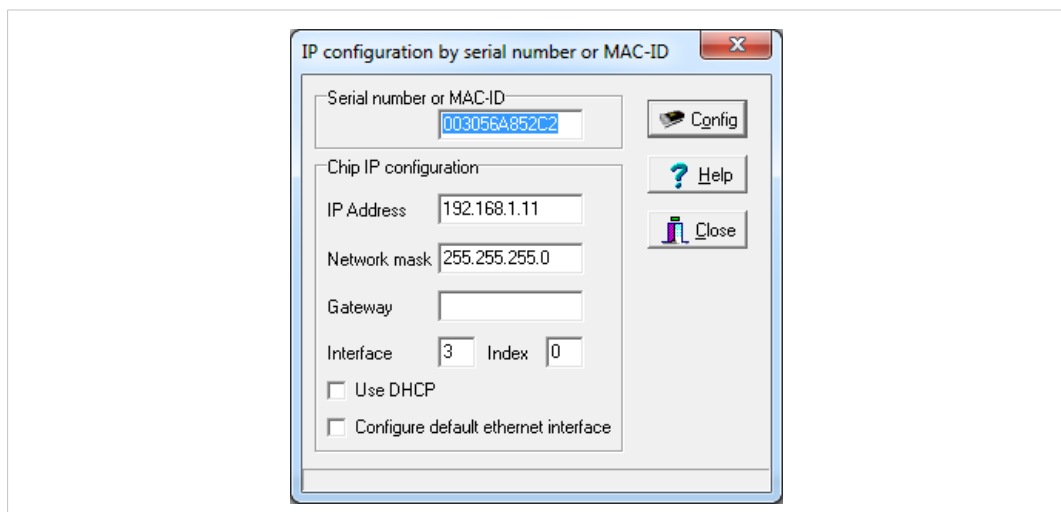 IP configuration by serial number or MAC-ID
Serial number or MAC-ID
003056A852C2
Config
Chip IP configuration
Help
IP Address 192.168.1.11
Close
Network mask 255.255.255.0
Gateway
Interface 3 Index 0
Use DHCP
Configure default ethernet interface